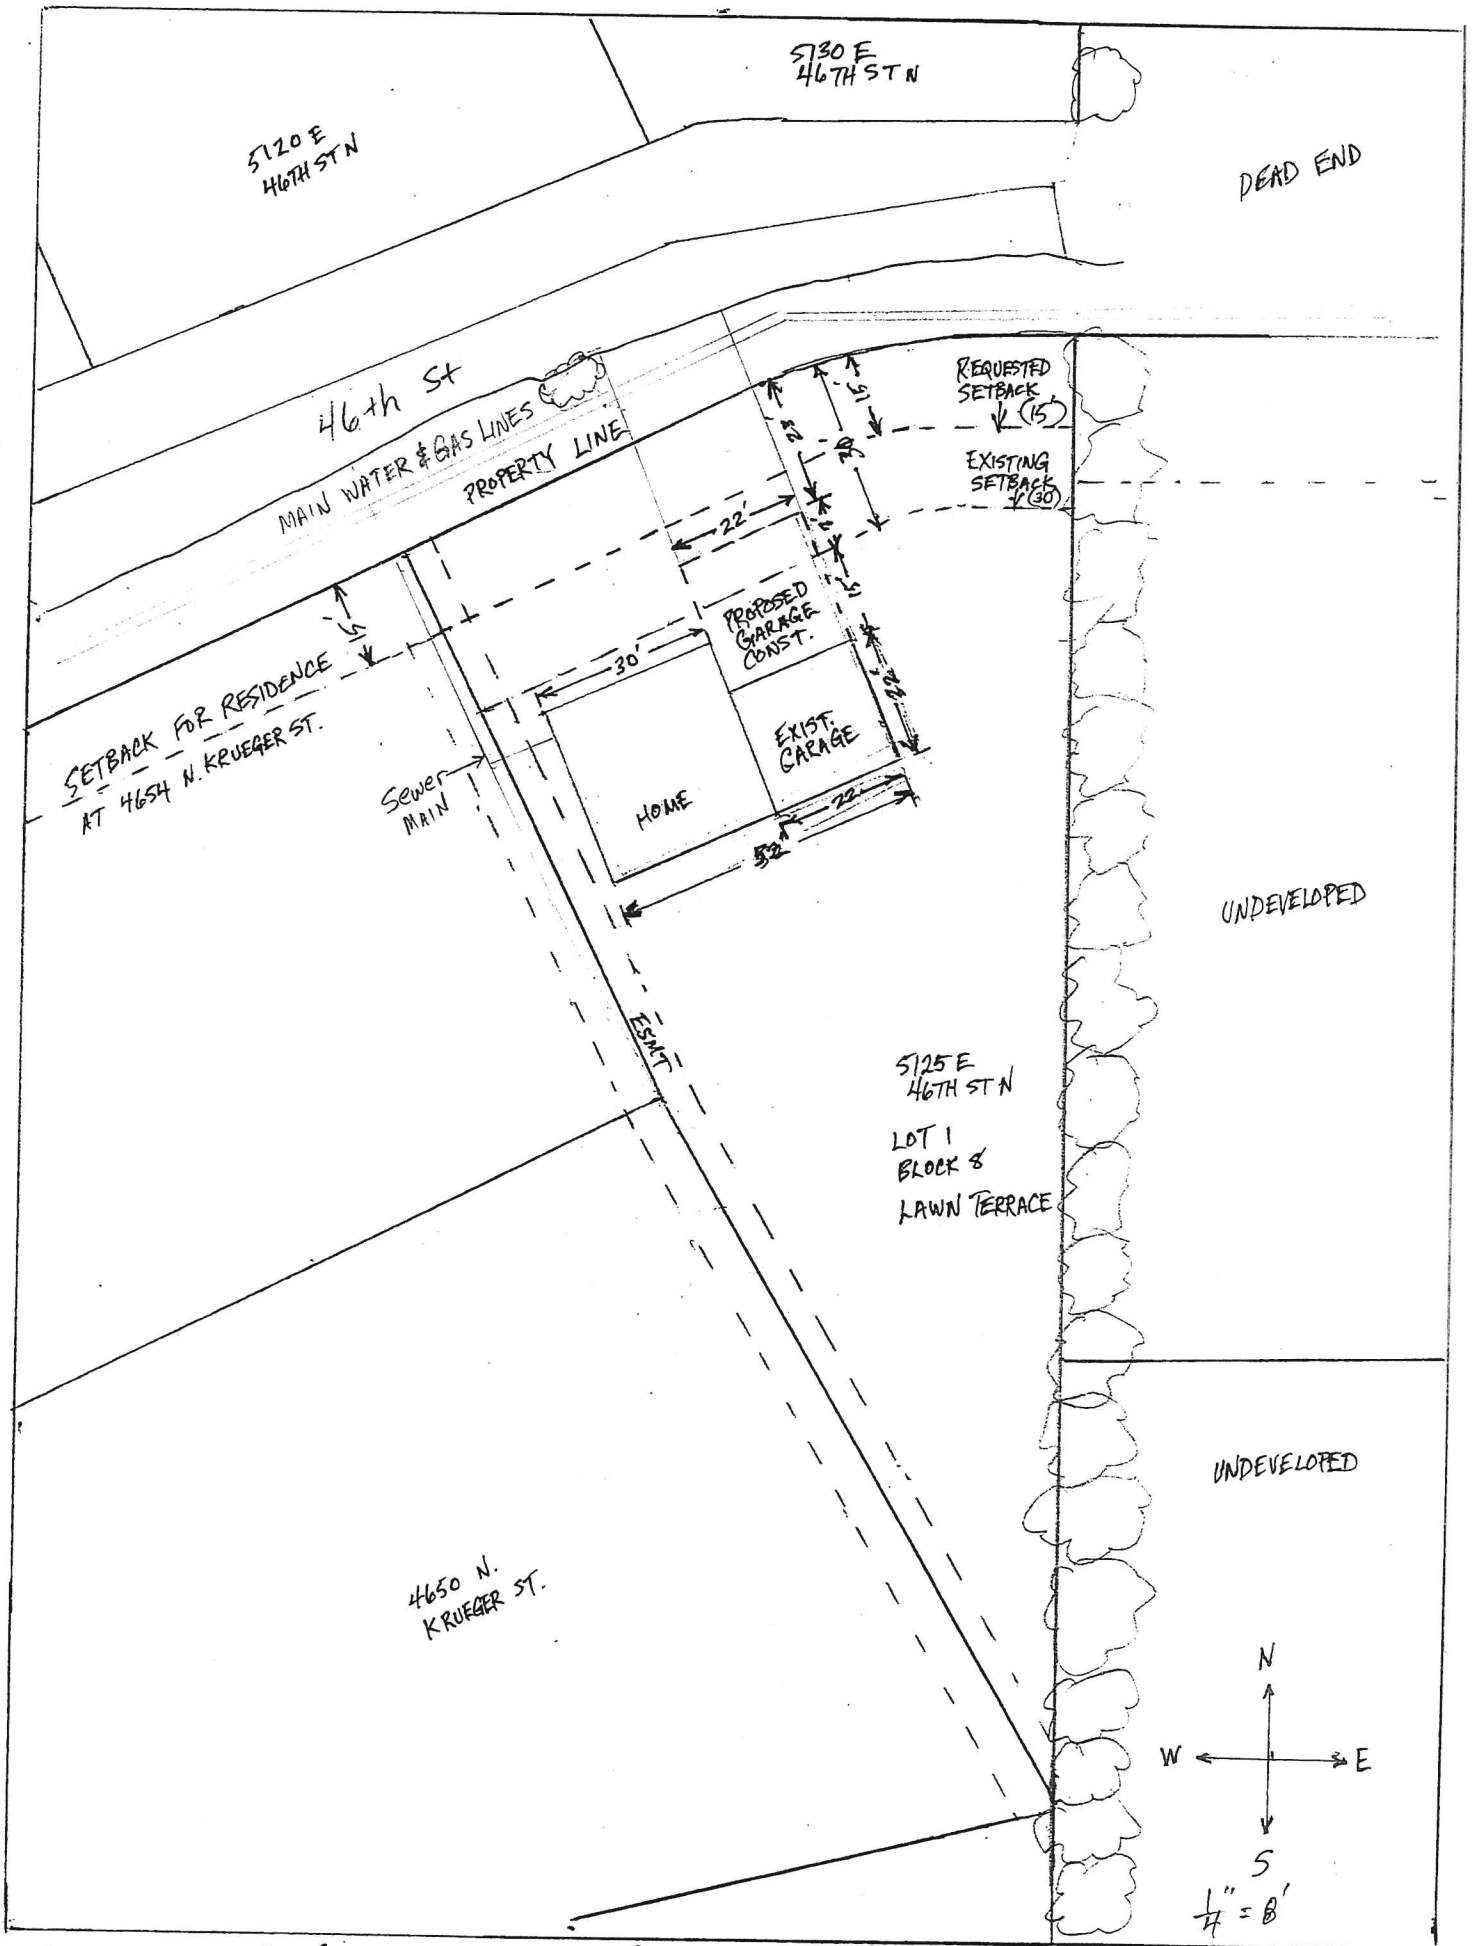 5130 E
46TH ST N
5120 E
46TH ST N
DEAD END
46th St
MAIN WATER & GAS LINES
PROPERTY LINE
REQUESTED
SETBACK
(15')
EXISTING
SETBACK
(30')
15'
30'
23'
22'
15'
PROPOSED
GARAGE
CONST.
30'
SETBACK FOR RESIDENCE
AT 4654 N. KRUEGER ST.
Sewer
MAIN
HOME
EXIST.
GARAGE
22'
22'
52'
UNDEVELOPED
ESMT
5125 E
46TH ST N
LOT 1
BLOCK 8
LAWN TERRACE
UNDEVELOPED
4650 N.
KRUEGER ST.
N
W
E
S
1/4" = 8'